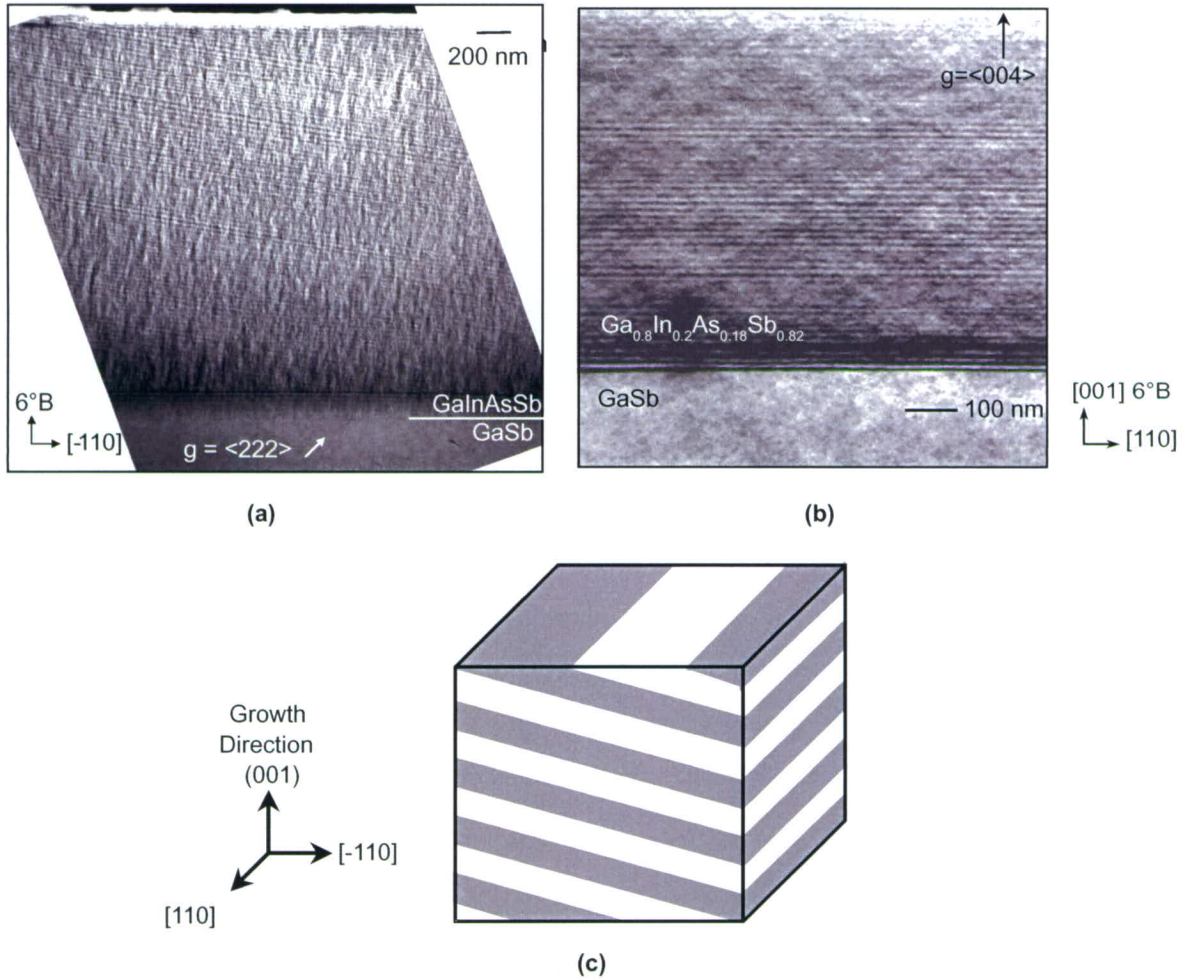 200 nm
GaInAsSb
GaSb
g = <222>
6°B
[-110]
(a)
g=<004>
Ga0.8In0.2As0.18Sb0.82
GaSb
100 nm
[001] 6°B
[110]
(b)
Growth
Direction
(001)
[-110]
[110]
(c)